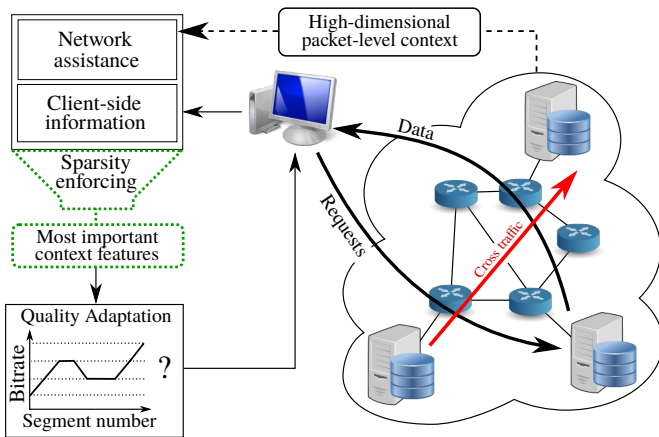 High-dimensional
packet-level context
Network
assistance
Client-side
information
Sparsity
enforcing
Most important
context features
Quality Adaptation
Bitrate
?
Segment number
Data
Requests
Cross traffic